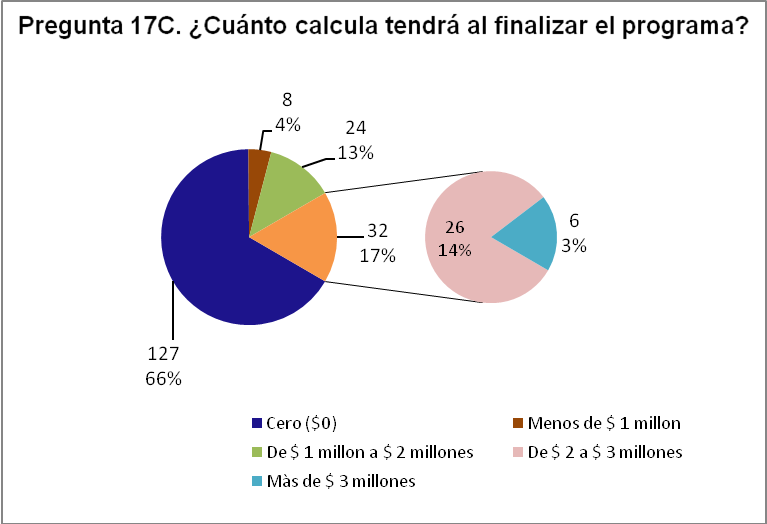 Pregunta 17C. ¿Cuánto calcula tendrá al finalizar el programa?
8
4%
24
13%
32
17%
26
14%
6
3%
127
66%
Cero ($0)
Menos de $ 1 millon
De $ 1 millon a $ 2 millones
De $ 2 a $ 3 millones
Màs de $ 3 millones